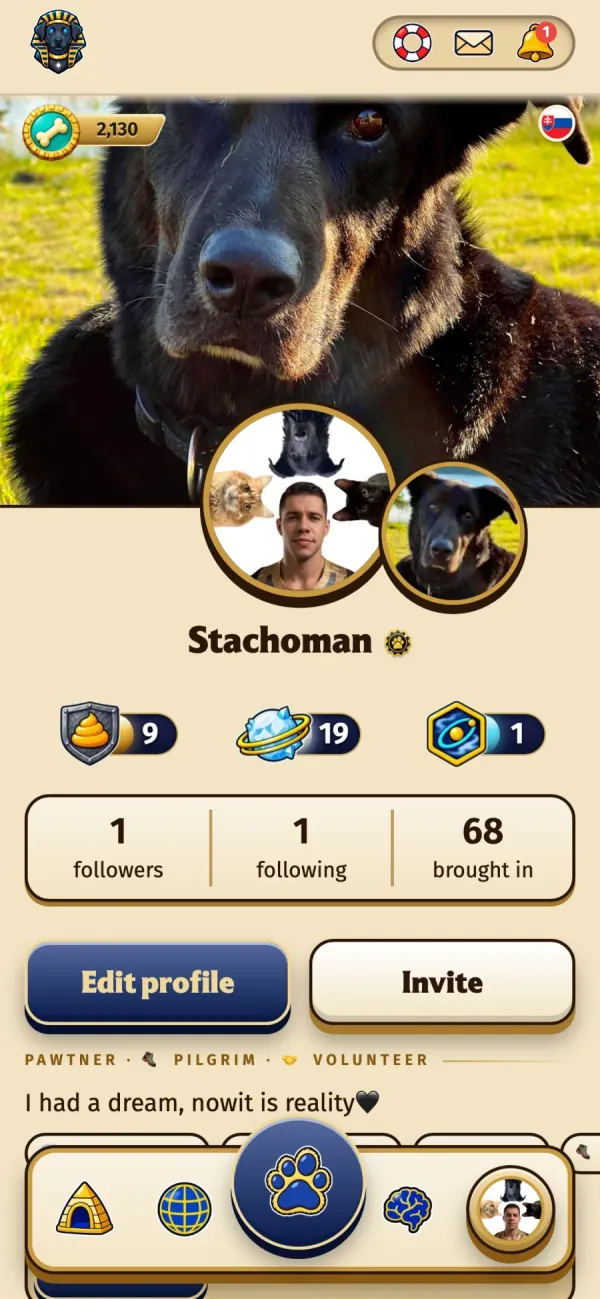 1
2,130
Stachoman
9
19
1
1
1
68
followers
following
brought in
Edit profile
Invite
PAWTNER · PILGRIM · VOLUNTEER
I had a dream, nowit is reality🖤